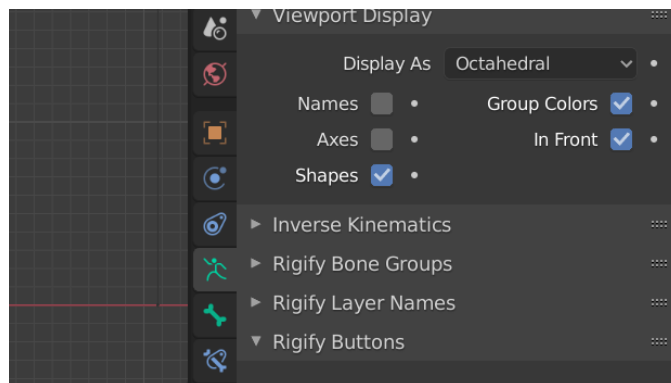 Viewport Display
Display As Octahedral
Names Group Colors
Axes In Front
Shapes
Inverse Kinematics
Rigify Bone Groups
Rigify Layer Names
Rigify Buttons